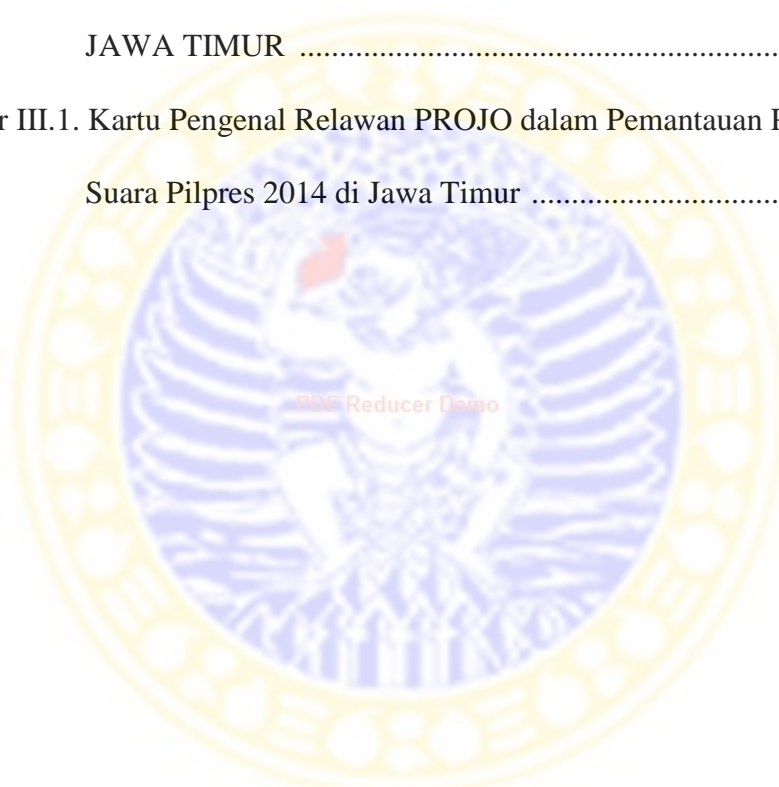 JAWA TIMUR ............................................................
r III.1. Kartu Pengenal Relawan PROJO dalam Pemantauan
Suara Pilpres 2014 di Jawa Timur ...............................
PDF Reducer Demo